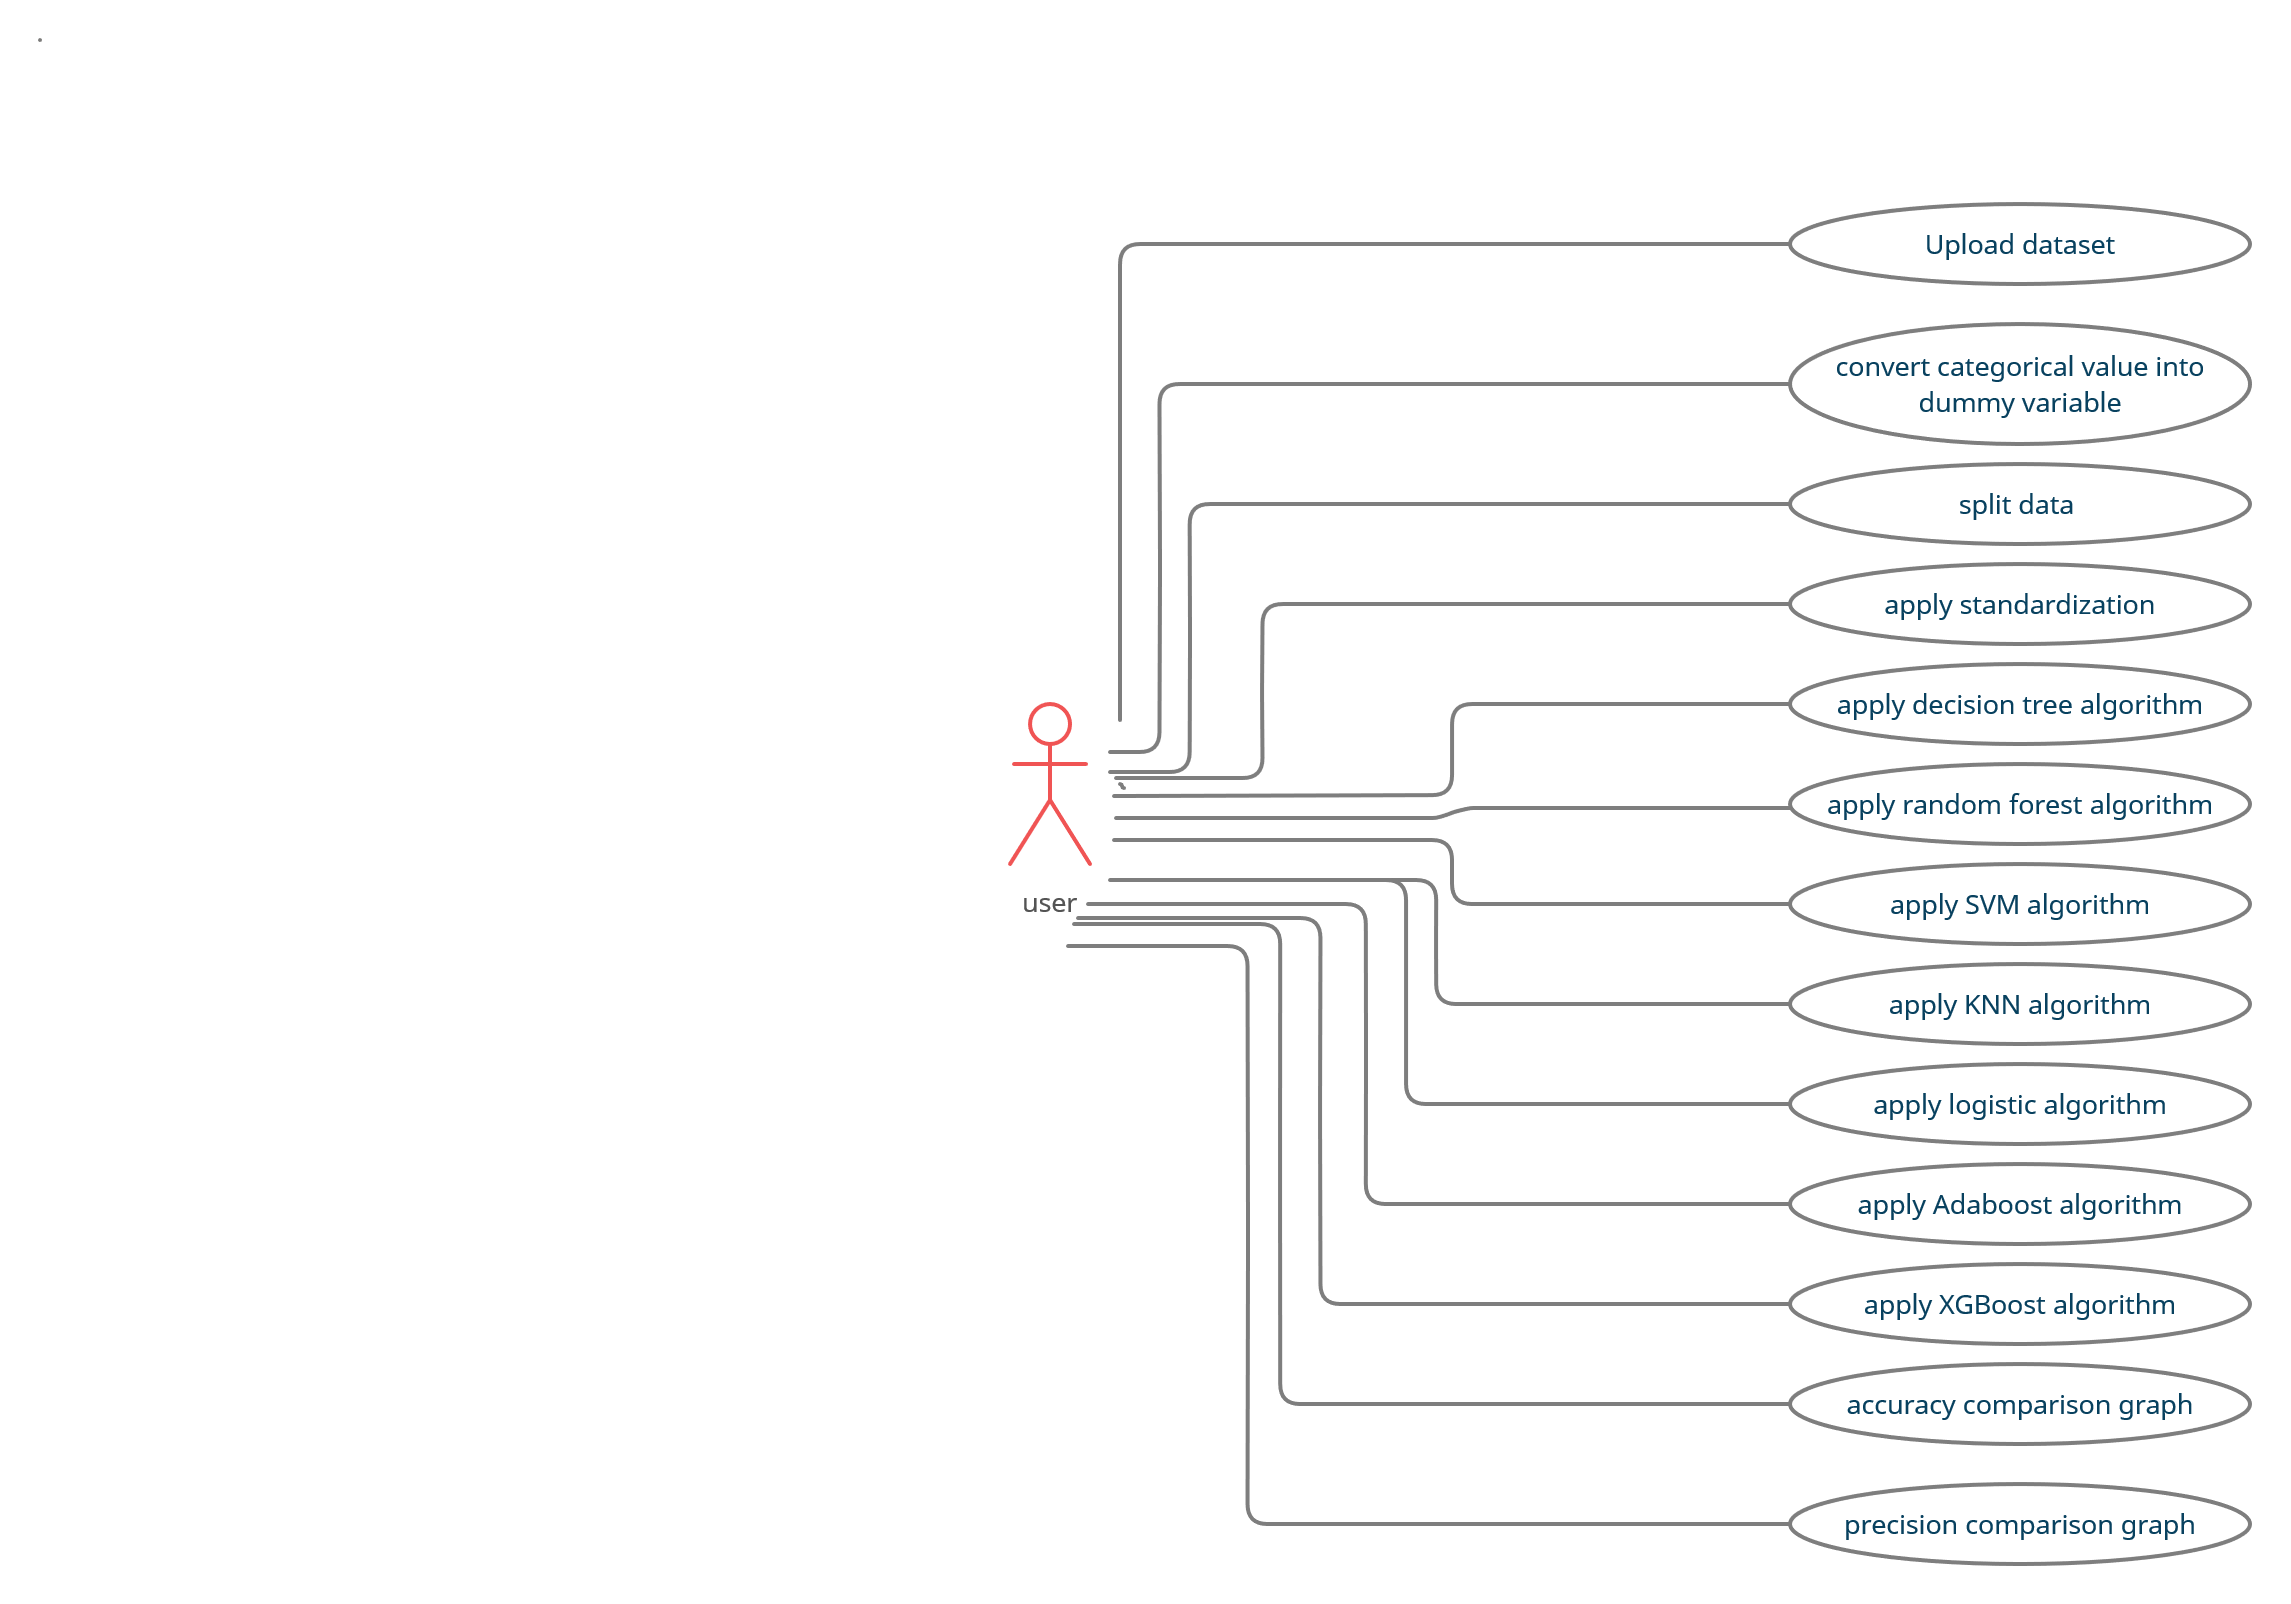 Upload dataset
convert categorical value into
dummy variable
split data
apply standardization
apply decision tree algorithm
apply random forest algorithm
apply SVM algorithm
user
apply KNN algorithm
apply logistic algorithm
apply Adaboost algorithm
apply XGBoost algorithm
accuracy comparison graph
precision comparison graph